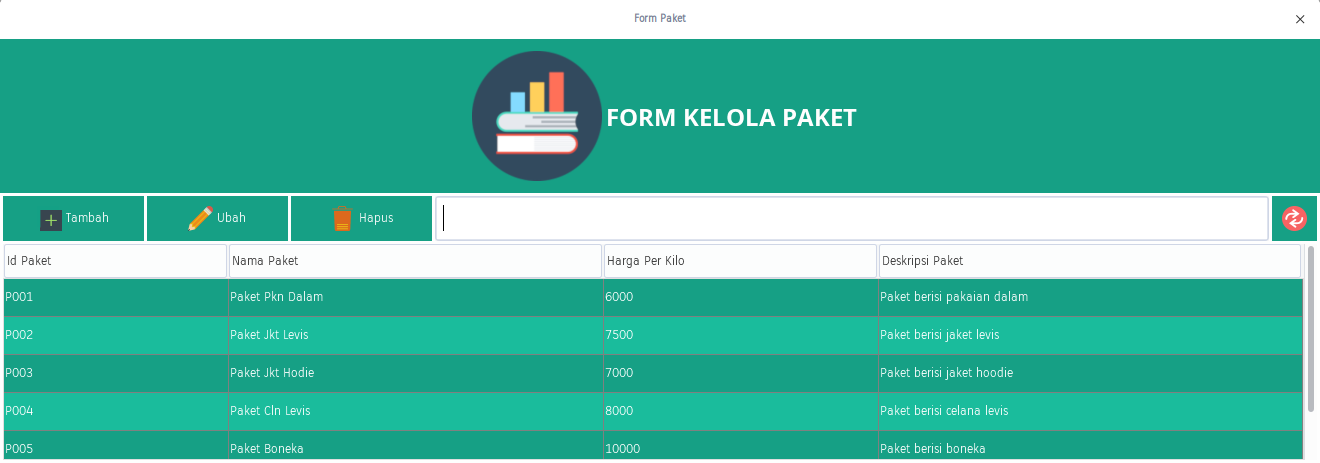 Form Paket
FORM KELOLA PAKET
Tambah Ubah Hapus
Id Paket Nama Paket Harga Per Kilo Deskripsi Paket
P001 Paket Pkn Dalam 6000 Paket berisi pakaian dalam
P002 Paket Jkt Levis 7500 Paket berisi jaket levis
P003 Paket Jkt Hodie 7000 Paket berisi jaket hoodie
P004 Paket Cln Levis 8000 Paket berisi celana levis
P005 Paket Boneka 10000 Paket berisi boneka